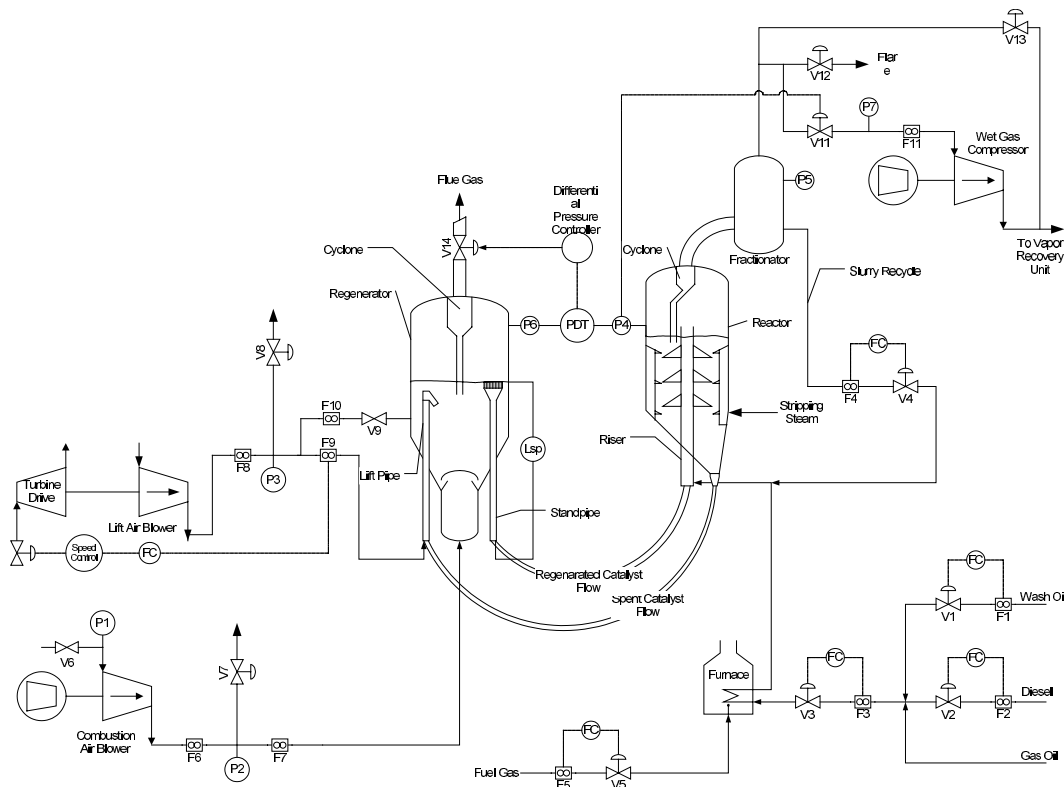 V13
Flar
e
V12
P7
V11
F11
Wet Gas
Compressor
Flue Gas
Differenti
al
Pressure
Controller
P5
V14
Cyclone
Cyclone
Fractionator
To Vapor
Recovery
Unit
Slurry Recycle
Regenerator
P6
PDT
P4
Reactor
V8
FC
F4
V4
F10
V9
F9
Stripping
Steam
Lsp
Riser
F8
P3
Lift Pipe
Turbine
Drive
Lift Air Blower
Standpipe
Speed
Controll
FC
Regenarated Catalyst
Flow
Spent Catalyst
Flow
FC
Wash Oil
V1
F1
P1
V6
V7
Furnace
FC
FC
Diesell
V3
F3
V2
F2
Combustion
Air Blower
F6
F7
P2
FC
Gas Oil
Fuel Gas
F5
V5